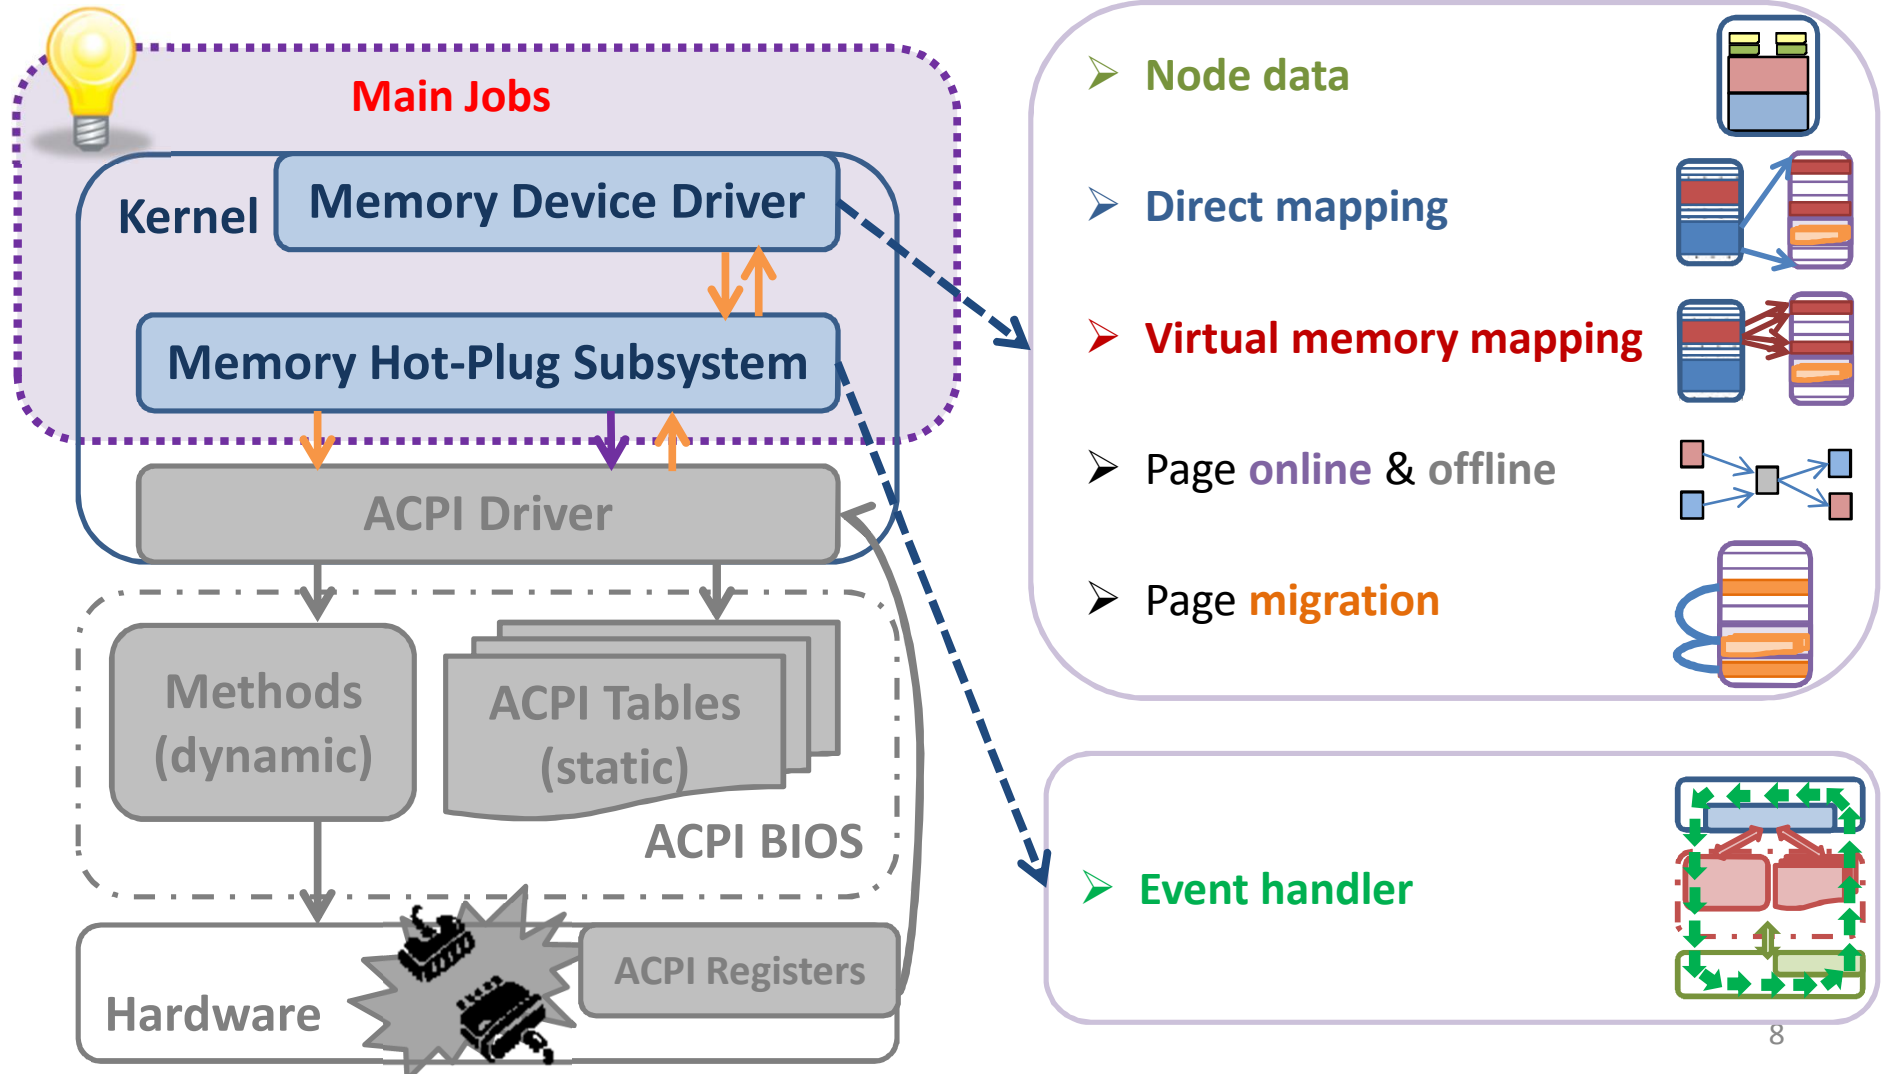 Main Jobs
Kernel
Memory Device Driver
Memory Hot-Plug Subsystem
ACPI Driver
Methods
(dynamic)
ACPI Tables
(static)
ACPI BIOS
ACPI Registers
Hardware
Node data
Direct mapping
Virtual memory mapping
Page online & offline
Page migration
Event handler
8